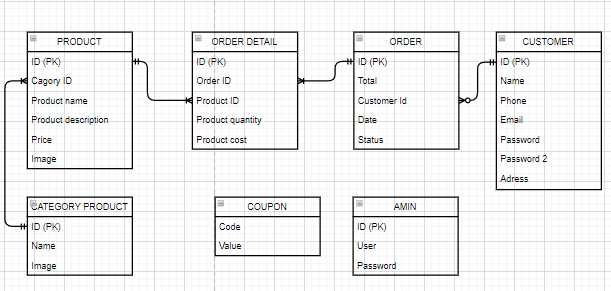 PRODUCT
ID (PK)
Cagory ID
Product name
Product description
Price
Image
ORDER DETAIL
ID (PK)
Order ID
Product ID
Product quantity
Product cost
ORDER
ID (PK)
Total
Customer Id
Date
Status
CUSTOMER
ID (PK)
Name
Phone
Email
Password
Password 2
Adress
CATEGORY PRODUCT
ID (PK)
Name
Image
COUPON
Code
Value
AMIN
ID (PK)
User
Password